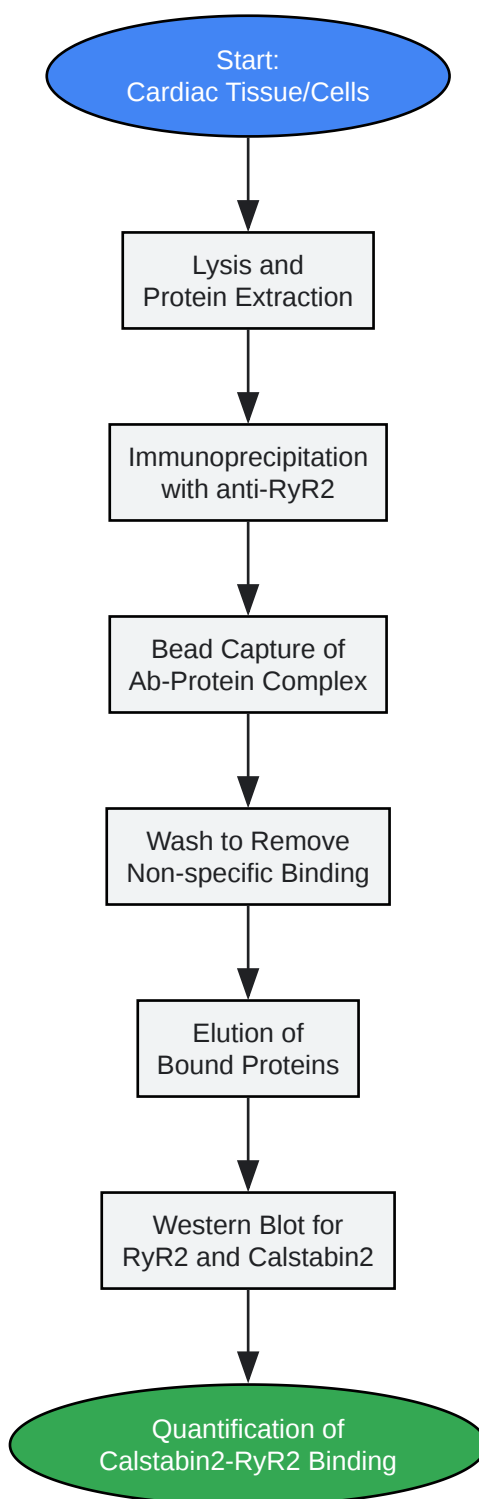 Start:
Cardiac Tissue/Cells
Lysis and
Protein Extraction
Immunoprecipitation
with anti-RyR2
Bead Capture of
Ab-Protein Complex
Wash to Remove
Non-specific Binding
Elution of
Bound Proteins
Western Blot for
RyR2 and Calstabin2
Quantification of
Calstabin2-RyR2 Binding